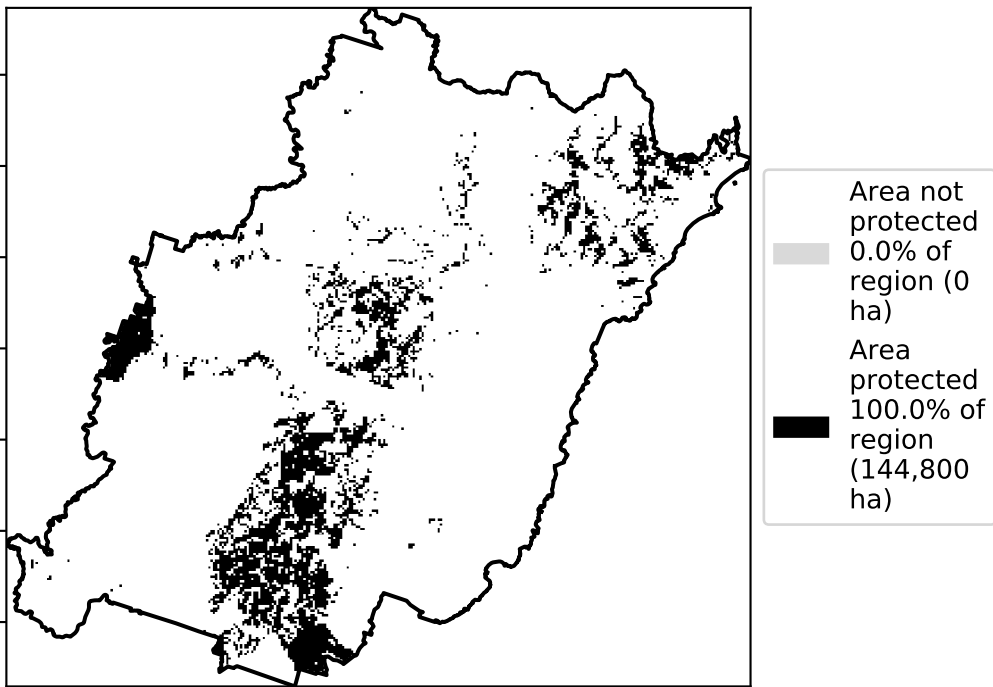 Area not
protected
0.0% of
region (0
ha)
Area
protected
100.0% of
region
(144,800
ha)